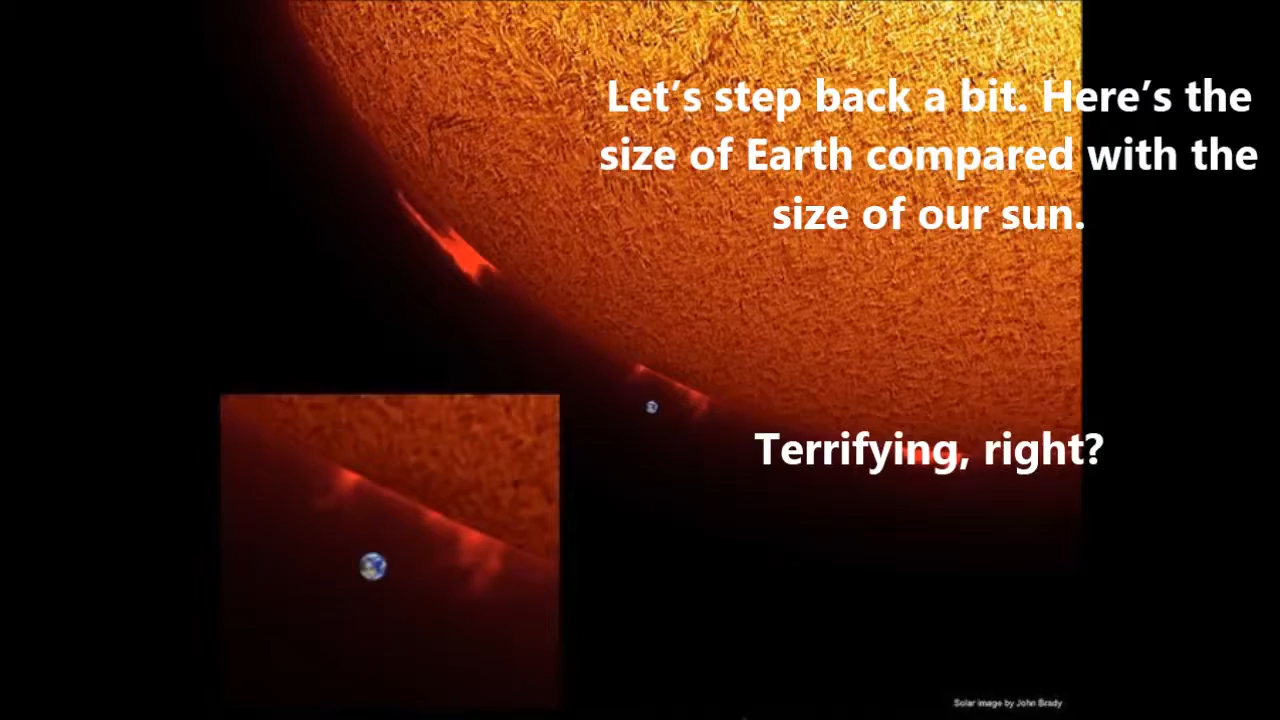 Let’s step back a bit. Here’s the
size of Earth compared with the
size of our sun.
Terrifying, right?
Solar image by John Brady